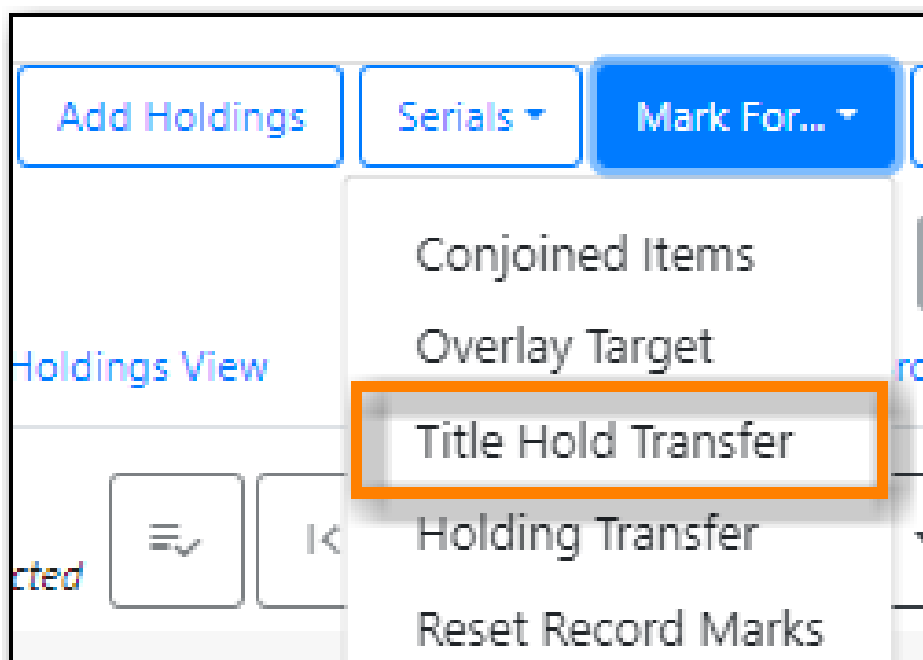 Add Holdings Serials Mark For...
Conjoined Items
Overlay Target
Holdings View
Title Hold Transfer
Holding Transfer
Reset Record Marks